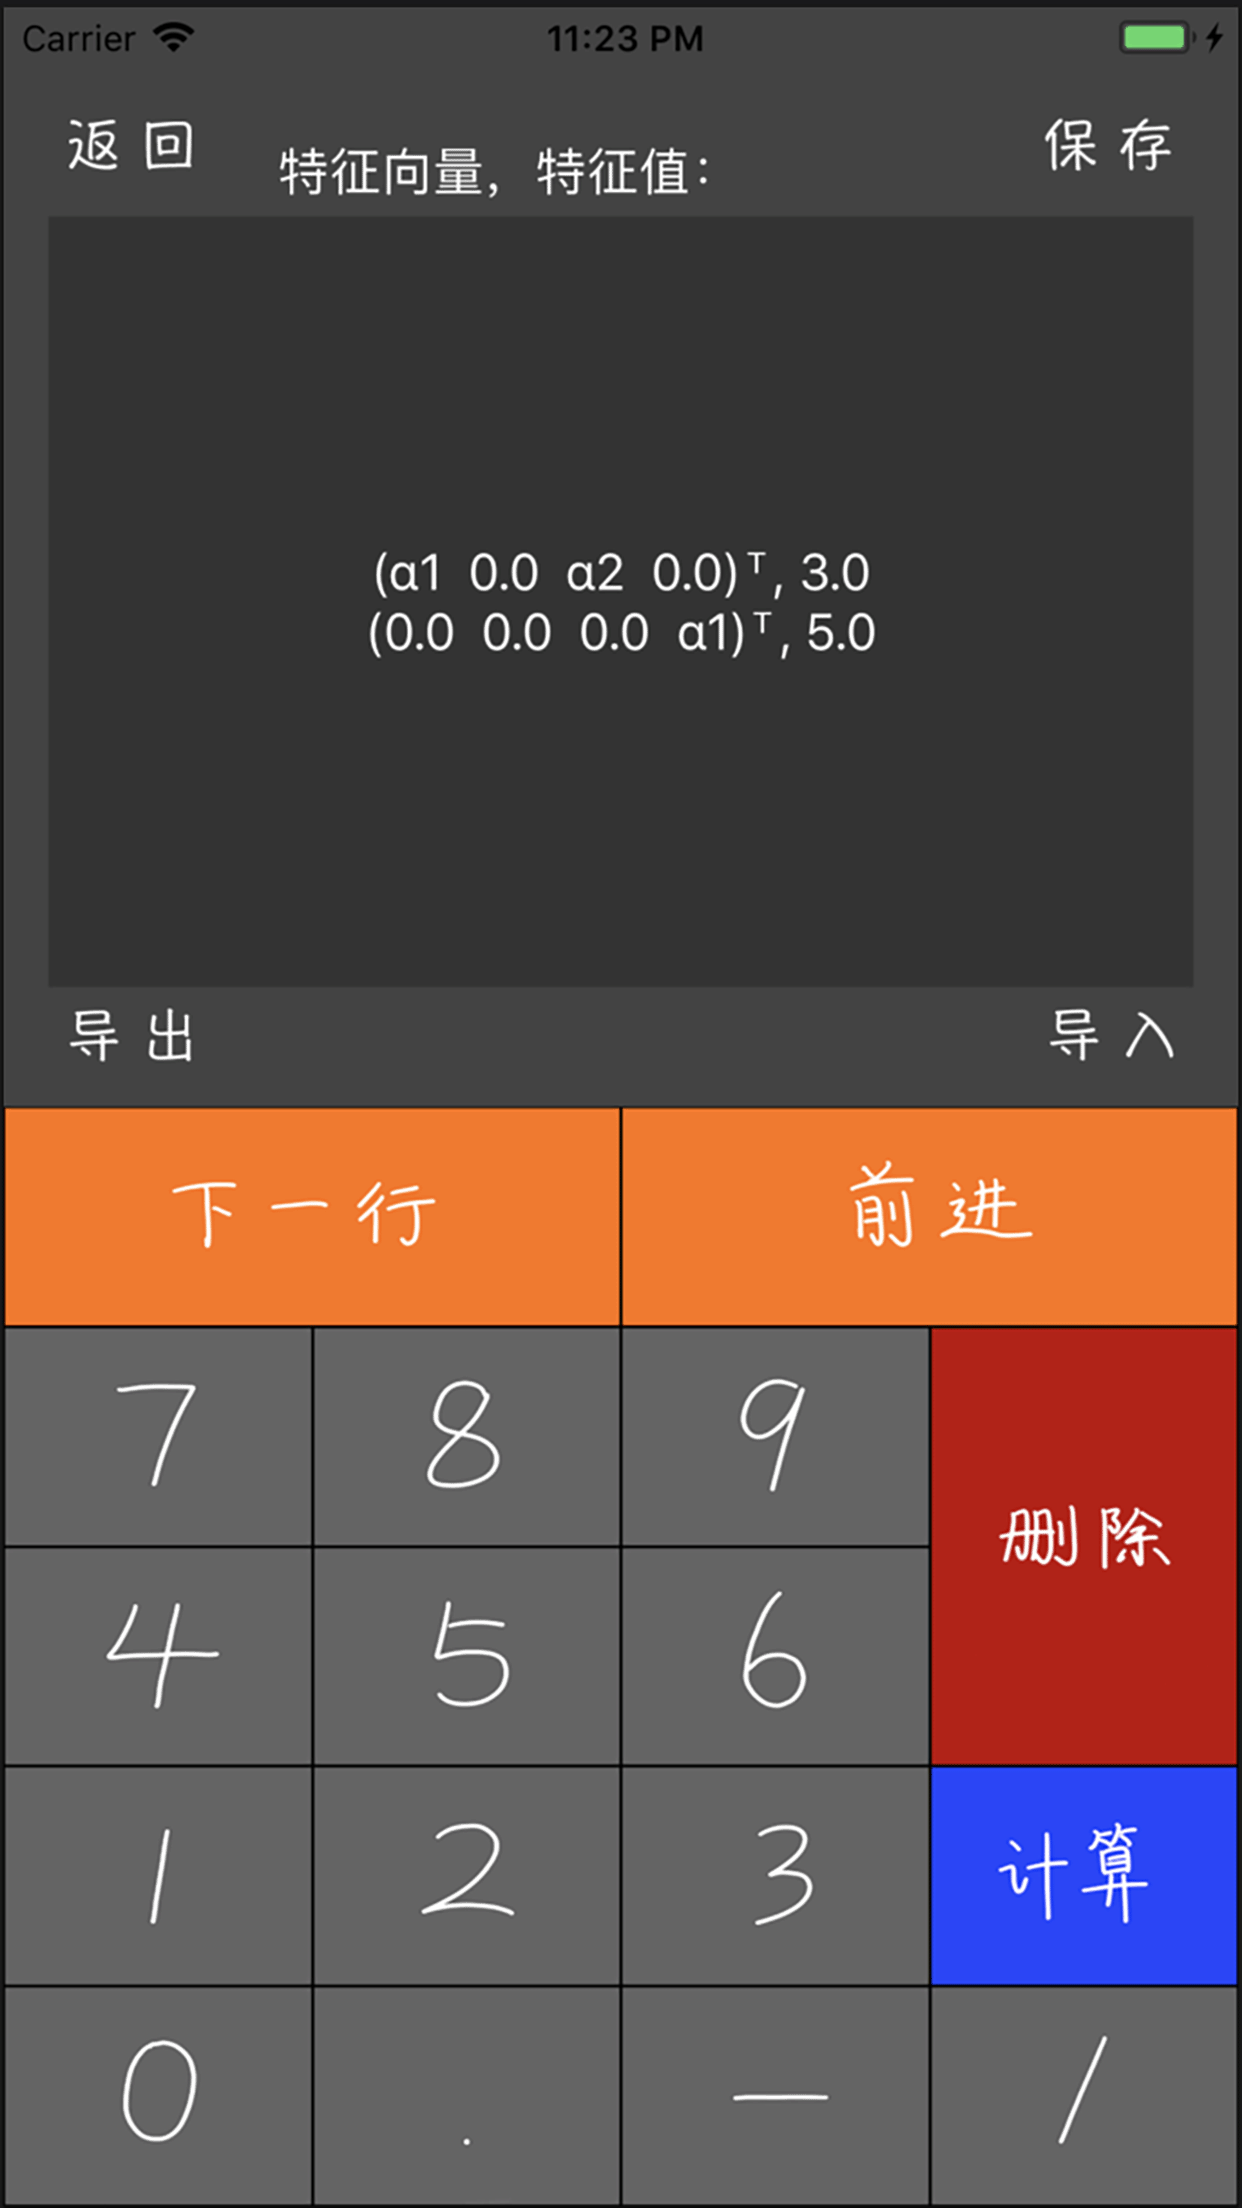 Carrier 11:23 PM
返回 特征向量，特征值： 保存
(α1 0.0 α2 0.0)ᵀ, 3.0
(0.0 0.0 0.0 α1)ᵀ, 5.0
导出 导入
下一行 前进
7 8 9 删除
4 5 6
1 2 3 计算
0 . — /